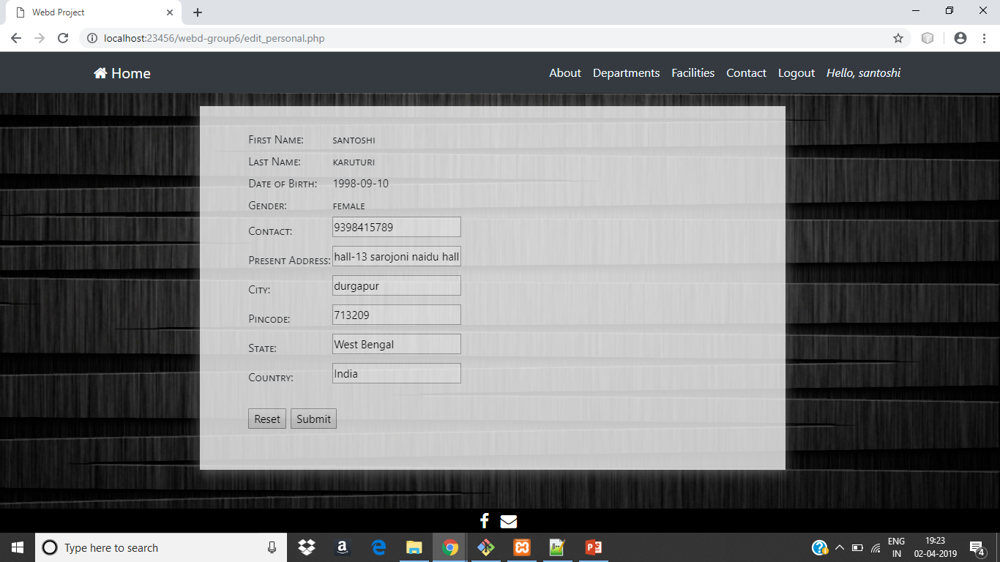 Webd Project
localhost:23456/webd-group6/edit_personal.php
Home About Departments Facilities Contact Logout Hello, santoshi
First Name: santoshi
Last Name: karuturi
Date of Birth: 1998-09-10
Gender: female
Contact: 9398415789
Present Address: hall-13 sarojoni naidu hall
City: durgapur
Pincode: 713209
State: West Bengal
Country: India
Reset Submit
Type here to search
ENG 19:23
IN 02-04-2019 4